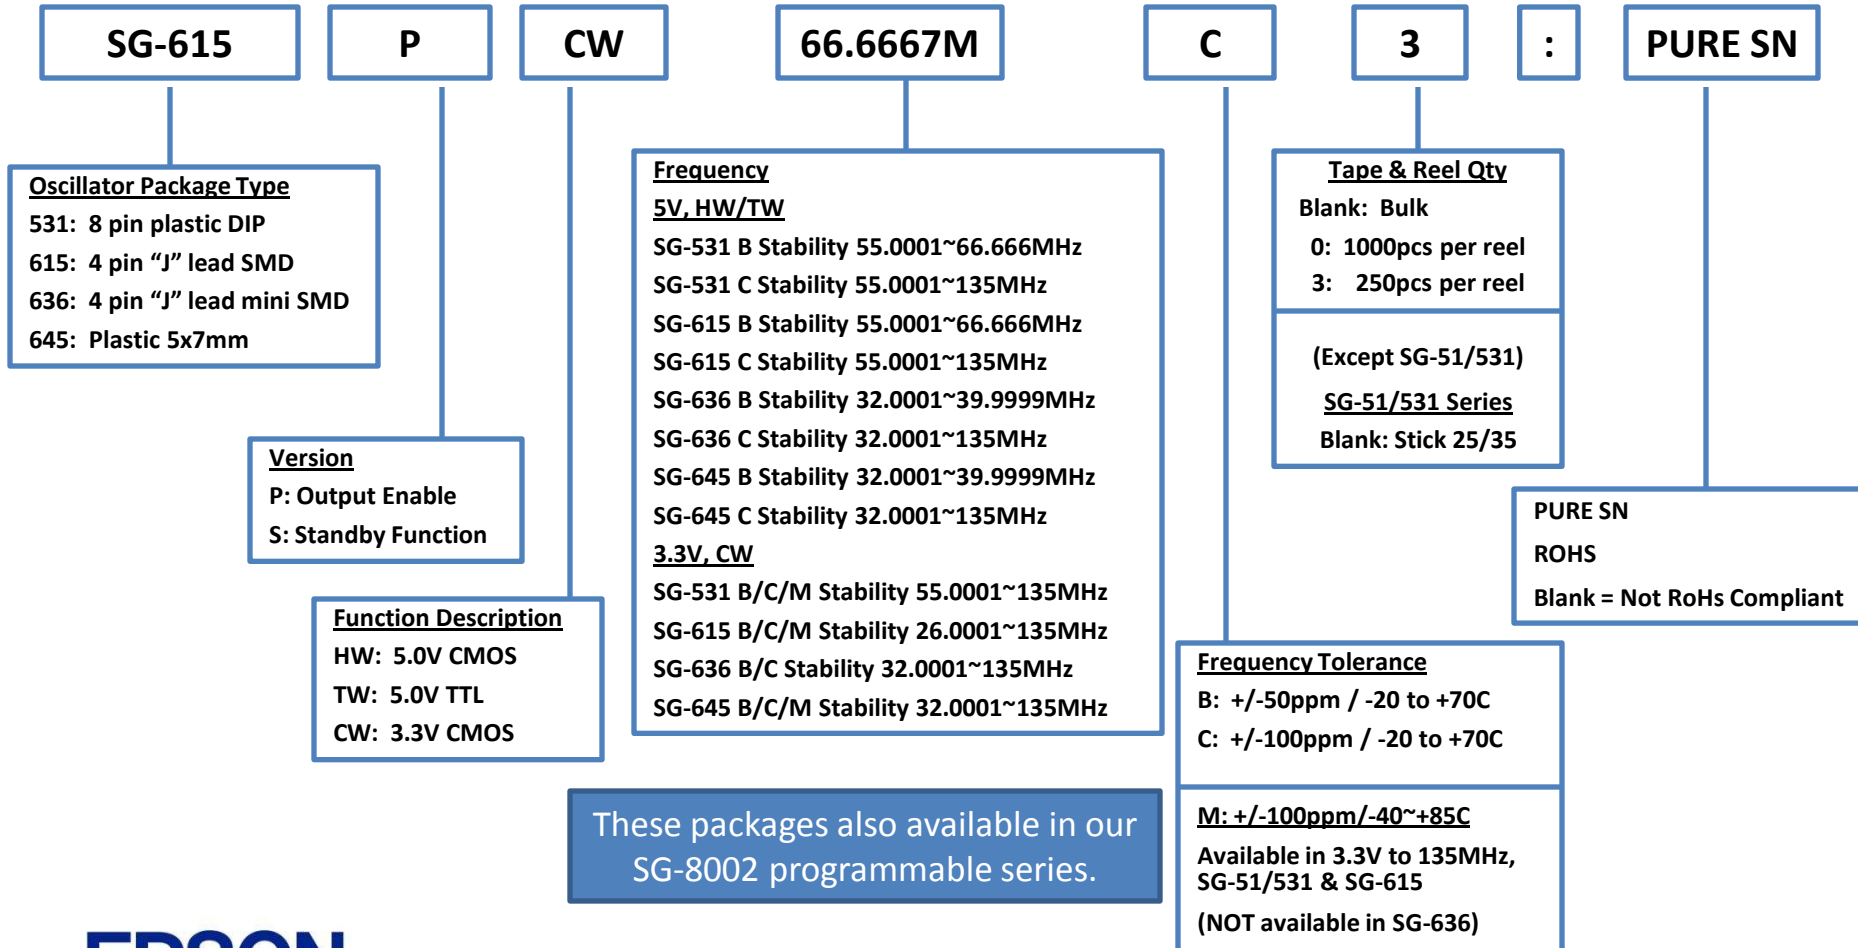 SG-615 P CW 66.6667M C 3 : PURE SN
Oscillator Package Type
531: 8 pin plastic DIP
615: 4 pin “J” lead SMD
636: 4 pin “J” lead mini SMD
645: Plastic 5x7mm
Version
P: Output Enable
S: Standby Function
Function Description
HW: 5.0V CMOS
TW: 5.0V TTL
CW: 3.3V CMOS
Frequency
5V, HW/TW
SG-531 B Stability 55.0001~66.666MHz
SG-531 C Stability 55.0001~135MHz
SG-615 B Stability 55.0001~66.666MHz
SG-615 C Stability 55.0001~135MHz
SG-636 B Stability 32.0001~39.9999MHz
SG-636 C Stability 32.0001~135MHz
SG-645 B Stability 32.0001~39.9999MHz
SG-645 C Stability 32.0001~135MHz
3.3V, CW
SG-531 B/C/M Stability 55.0001~135MHz
SG-615 B/C/M Stability 26.0001~135MHz
SG-636 B/C Stability 32.0001~135MHz
SG-645 B/C/M Stability 32.0001~135MHz
Tape & Reel Qty
Blank: Bulk
0: 1000pcs per reel
3: 250pcs per reel
(Except SG-51/531)
SG-51/531 Series
Blank: Stick 25/35
PURE SN
ROHS
Blank = Not RoHs Compliant
Frequency Tolerance
B: +/-50ppm / -20 to +70C
C: +/-100ppm / -20 to +70C
M: +/-100ppm/-40~+85C
Available in 3.3V to 135MHz,
SG-51/531 & SG-615
(NOT available in SG-636)
These packages also available in our
SG-8002 programmable series.
EPSON